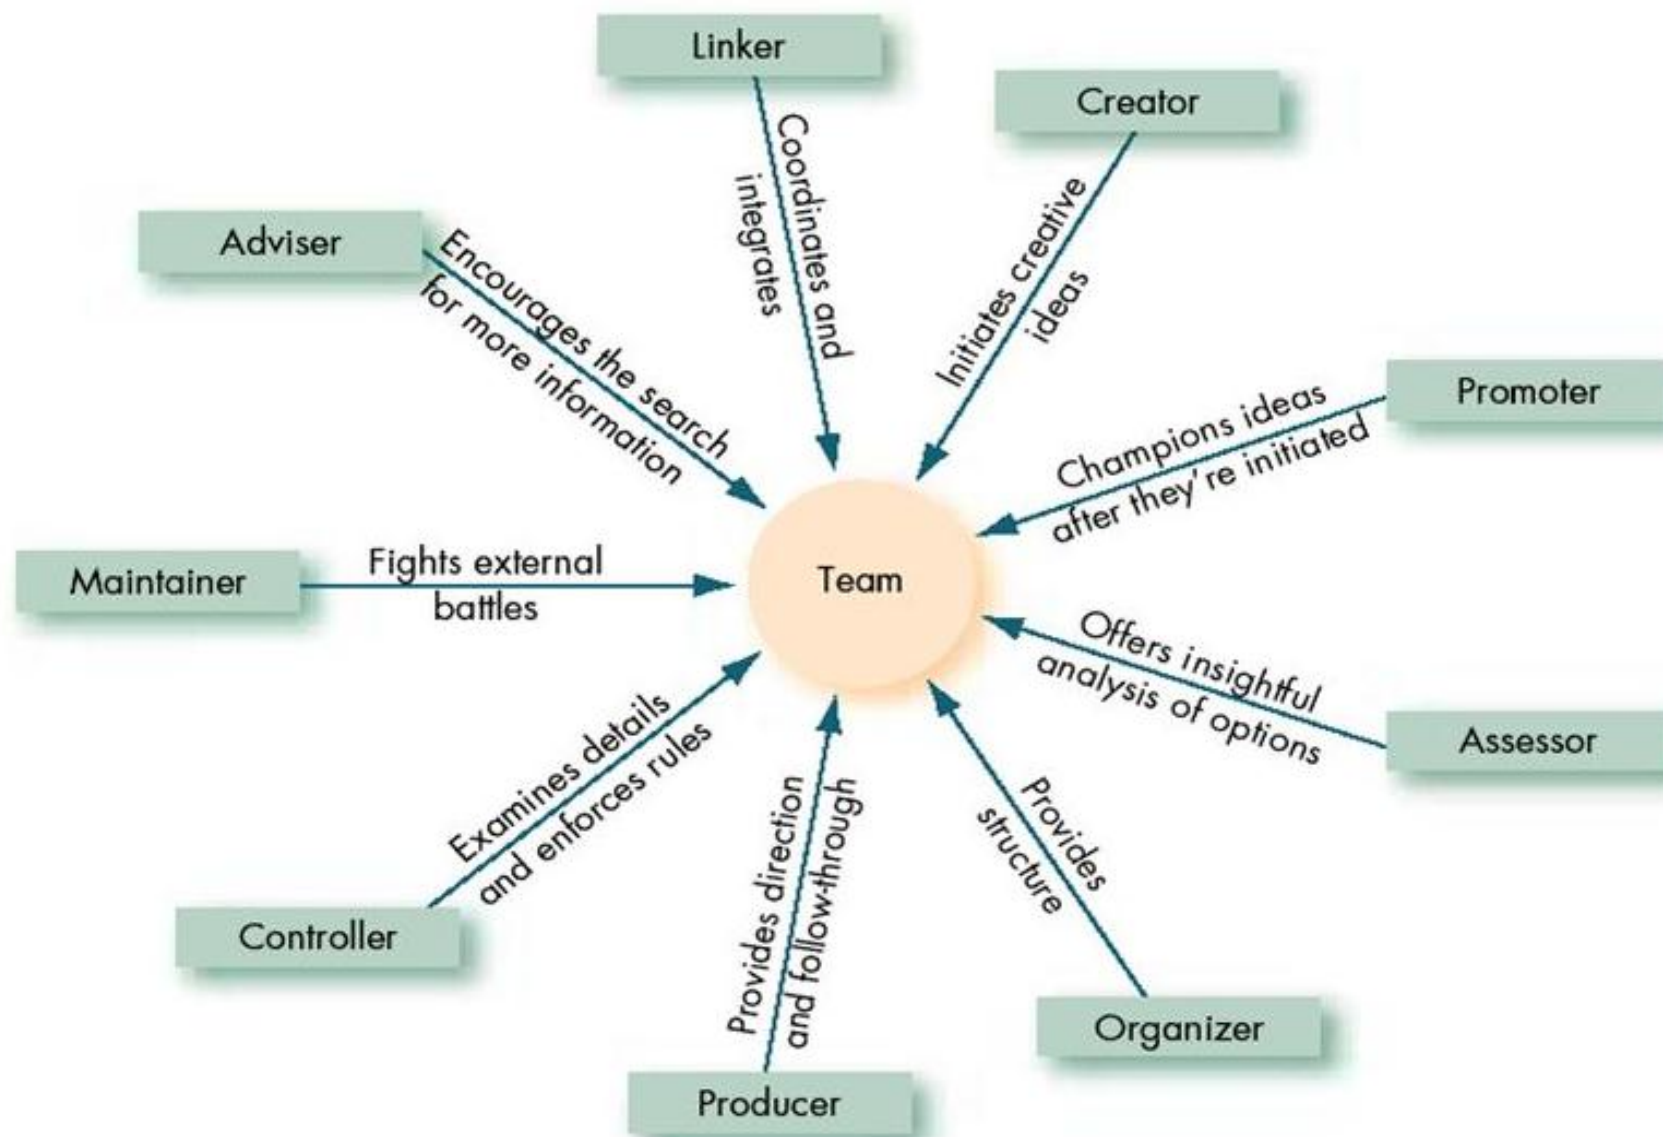 Linker
Coordinates and
integrates
Creator
Initiates creative
ideas
Adviser
Encourages the search
for more information
Promoter
Champions ideas
after they're initiated
Maintainer
Fights external
battles
Team
Assessor
Offers insightful
analysis of options
Controller
Examines details
and enforces rules
Producer
Provides direction
and follow-through
Organizer
Provides
structure